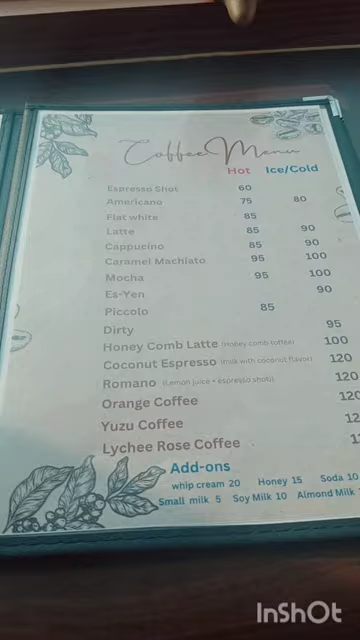 Coffee Menu
Hot Ice/Cold
Espresso Shot 60
Americano 75 80
Flat white 85
Latte 85 90
Cappucino 85 90
Caramel Machiato 95 100
Mocha 95 100
Es-Yen 90
Piccolo 85
Dirty 95
Honey Comb Latte (Honey comb toffee) 100
Coconut Espresso (milk with coconut flavor) 120
Romano (Lemon juice + espresso shot) 120
Orange Coffee 120
Yuzu Coffee 12
Lychee Rose Coffee
Add-ons
whip cream 20 Honey 15 Soda 10
Small milk 5 Soy Milk 10 Almond Milk
InShOt